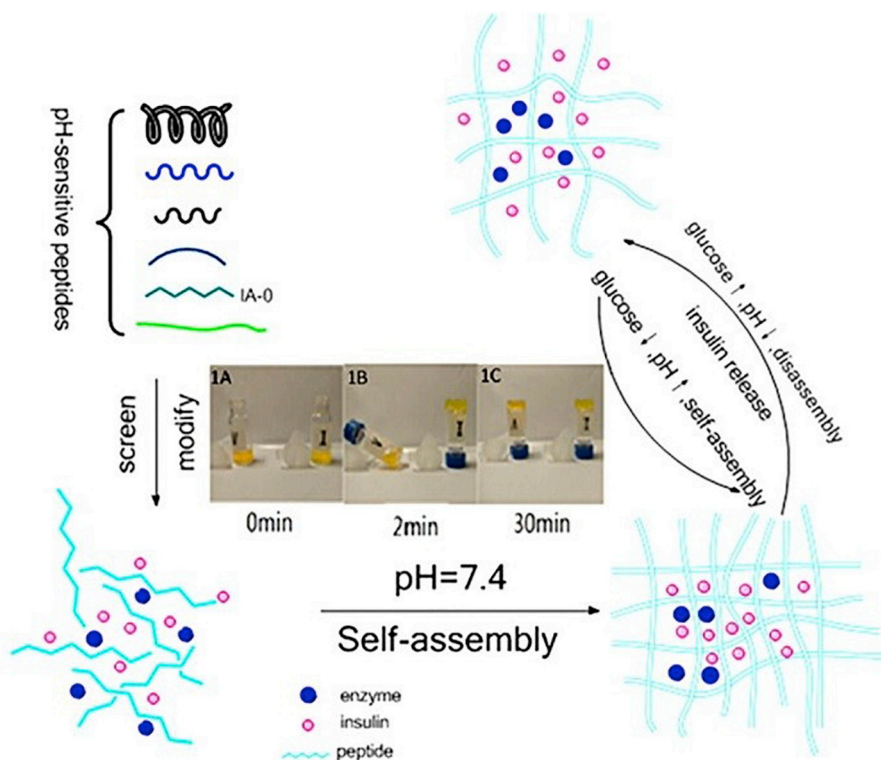 pH-sensitive peptides
IA-0
screen
modify
1A
1B
1C
0min
2min
30min
pH=7.4
Self-assembly
enzyme
insulin
peptide
glucose ↑ ,pH ↓ ,disassembly
insulin release
glucose ↓ ,pH ↑ ,self-assembly